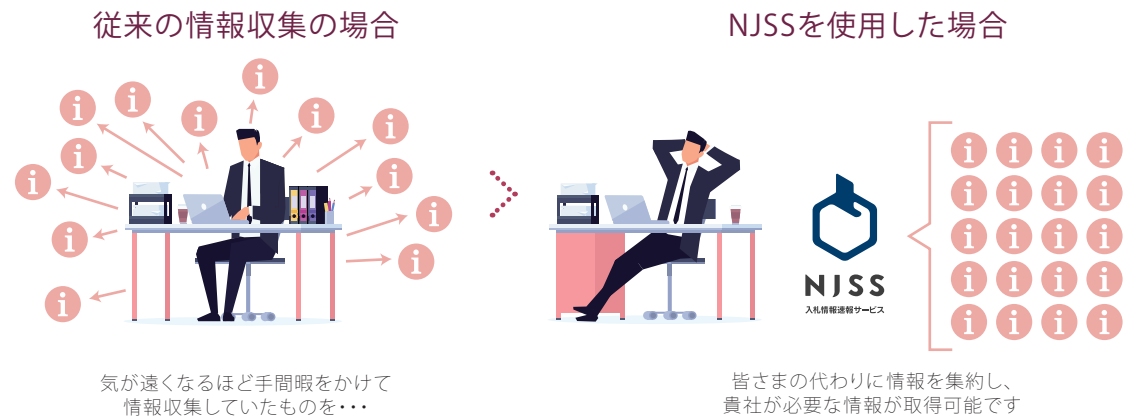 従来の情報収集の場合
NJSSを使用した場合
NJSS
入札情報速報サービス
気が遠くなるほど手間暇をかけて
情報収集していたものを・・・
皆さまの代わりに情報を集約し、
貴社が必要な情報が取得可能です